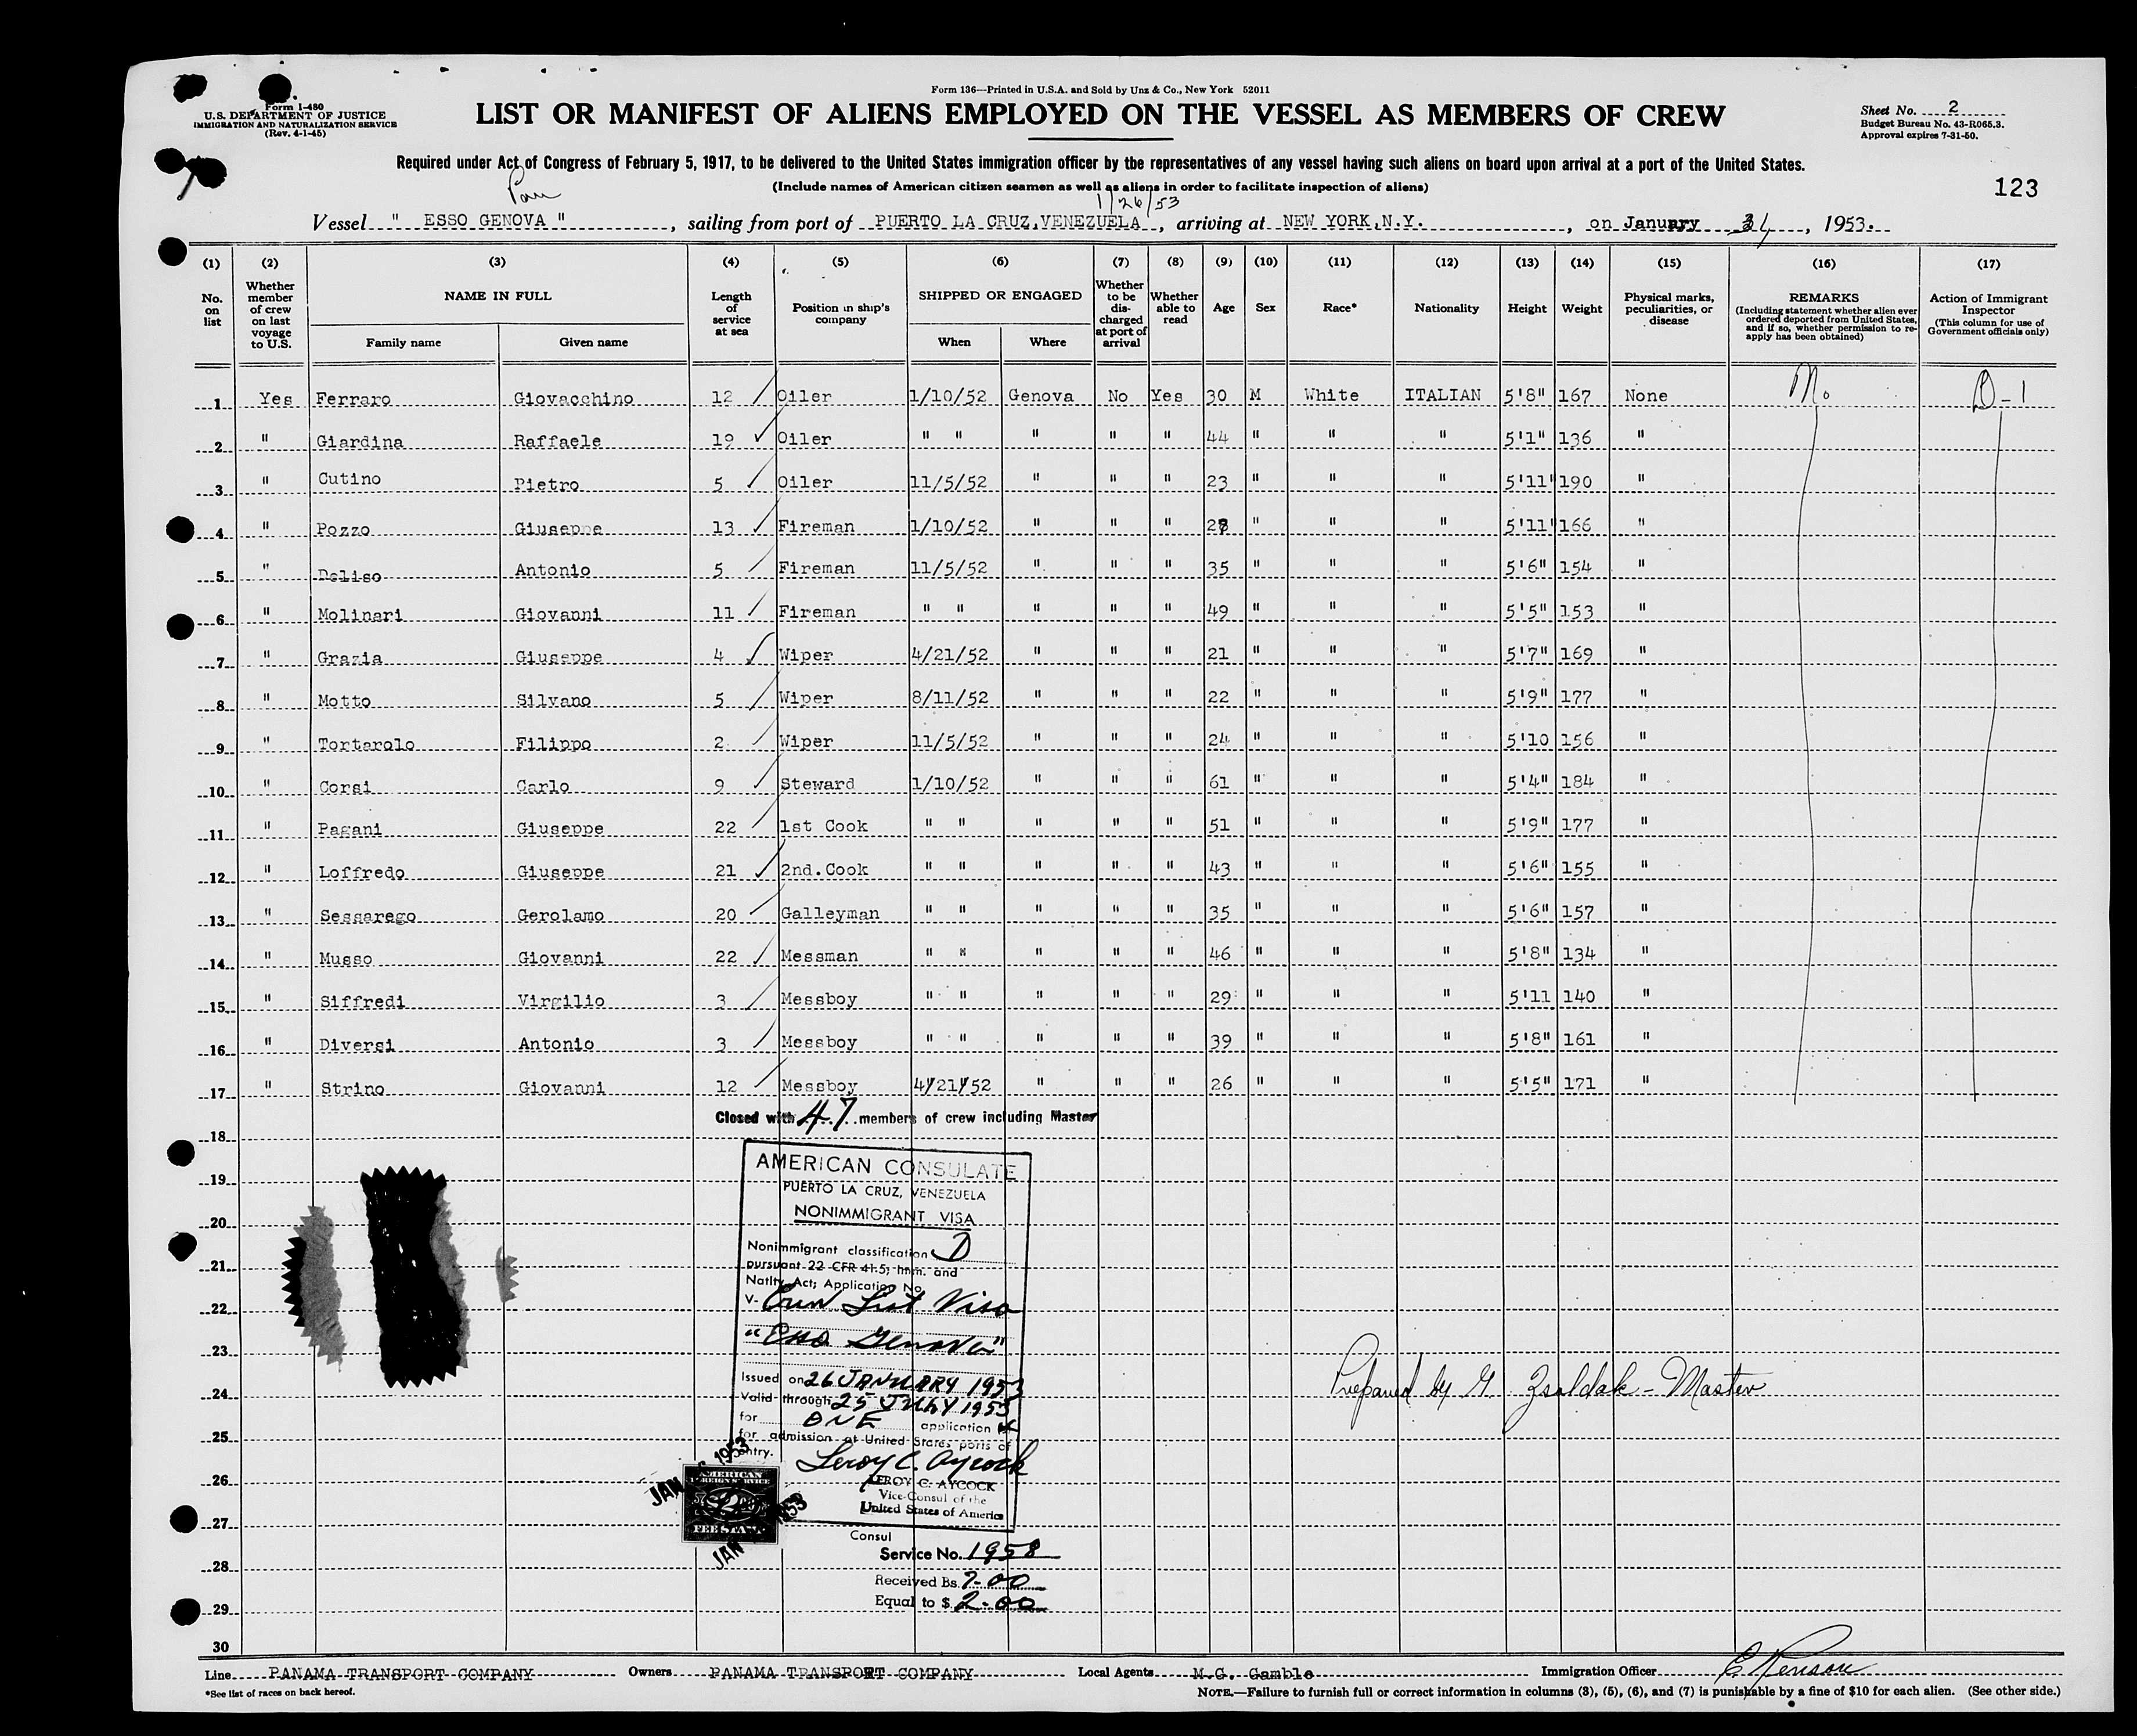 Form I-480
U.S. DEPARTMENT OF JUSTICE
IMMIGRATION AND NATURALIZATION SERVICE
(Rev. 4-1-45)
Form 136—Printed in U.S.A. and Sold by Unz & Co., New York 52011
LIST OR MANIFEST OF ALIENS EMPLOYED ON THE VESSEL AS MEMBERS OF CREW
Sheet No. 2
Budget Bureau No. 43-R065.3.
Approval expires 7-31-50.
Required under Act of Congress of February 5, 1917, to be delivered to the United States immigration officer by the representatives of any vessel having such aliens on board upon arrival at a port of the United States.
(Include names of American citizen seamen as well as aliens in order to facilitate inspection of aliens)
123
Pan
1/26/53
Vessel " ESSO GENOVA ", sailing from port of PUERTO LA CRUZ,VENEZUELA, arriving at NEW YORK,N.Y., on January 31, 1953.
(1) (2) (3) (4) (5) (6) (7) (8) (9) (10) (11) (12) (13) (14) (15) (16) (17)
No. on list
Whether member of crew on last voyage to U.S.
NAME IN FULL
Family name
Given name
Length of service at sea
Position in ship's company
SHIPPED OR ENGAGED
When
Where
Whether to be discharged at port of arrival
Whether able to read
Age
Sex
Race*
Nationality
Height
Weight
Physical marks, peculiarities, or disease
REMARKS
(Including statement whether alien ever ordered deported from United States, and if so, whether permission to re-apply has been obtained)
Action of Immigrant Inspector
(This column for use of Government officials only)
1 Yes Ferraro Giovacchino 12 Oiler 1/10/52 Genova No Yes 30 M White ITALIAN 5'8" 167 None No D-1
2 " Giardina Raffaele 19 Oiler " " " " " 44 " " " 5'1" 136 "
3 " Cutino Pietro 5 Oiler 11/5/52 " " " 23 " " " 5'11" 190 "
4 " Pozzo Giuseppe 13 Fireman 1/10/52 " " " 28 " " " 5'11" 166 "
5 " Deliso Antonio 5 Fireman 11/5/52 " " " 35 " " " 5'6" 154 "
6 " Molinari Giovanni 11 Fireman " " " " " 49 " " " 5'5" 153 "
7 " Grazia Giuseppe 4 Wiper 4/21/52 " " " 21 " " " 5'7" 169 "
8 " Motto Silvano 5 Wiper 8/11/52 " " " 22 " " " 5'9" 177 "
9 " Tortarolo Filippo 2 Wiper 11/5/52 " " " 24 " " " 5'10 156 "
10 " Corsi Carlo 9 Steward 1/10/52 " " " 61 " " " 5'4" 184 "
11 " Pagani Giuseppe 22 1st Cook " " " " " 51 " " " 5'9" 177 "
12 " Loffredo Giuseppe 21 2nd.Cook " " " " " 43 " " " 5'6" 155 "
13 " Sessarego Gerolamo 20 Galleyman " " " " " 35 " " " 5'6" 157 "
14 " Musso Giovanni 22 Messman " " " " " 46 " " " 5'8" 134 "
15 " Siffredi Virgilio 3 Messboy " " " " " 29 " " " 5'11 140 "
16 " Diversi Antonio 3 Messboy " " " " " 39 " " " 5'8" 161 "
17 " Strino Giovanni 12 Messboy 4/21/52 " " " 26 " " " 5'5" 171 "
Closed with 47 members of crew including Master
18
19
20
21
22
23
24
25
26
27
28
29
30
AMERICAN CONSULATE
PUERTO LA CRUZ, VENEZUELA
NONIMMIGRANT VISA
Nonimmigrant classification D
pursuant 22 CFR 41.5; Imm. and
Natlty Act; Application No.
V- Crew List Visa
"Esso Genova"
Issued on 26 JANUARY 1953
Valid through 25 JULY 1953
for ONE application
for admission at United States ports of
entry.
Leroy C. Aycock
LEROY C. AYCOCK
Vice-Consul of the
United States of America
Consul
Service No. 1958
Received Bs. 7.00
Equal to $ 2.00
JAN 1953
AMERICAN
FOREIGN SERVICE
FEE STAMP
1953
JAN
Prepared by G. Zsoldak - Master
Line PANAMA TRANSPORT COMPANY Owners PANAMA TRANSPORT COMPANY Local Agents M.G. Gamble Immigration Officer
*See list of races on back hereof.
NOTE.—Failure to furnish full or correct information in columns (3), (5), (6), and (7) is punishable by a fine of $10 for each alien. (See other side.)